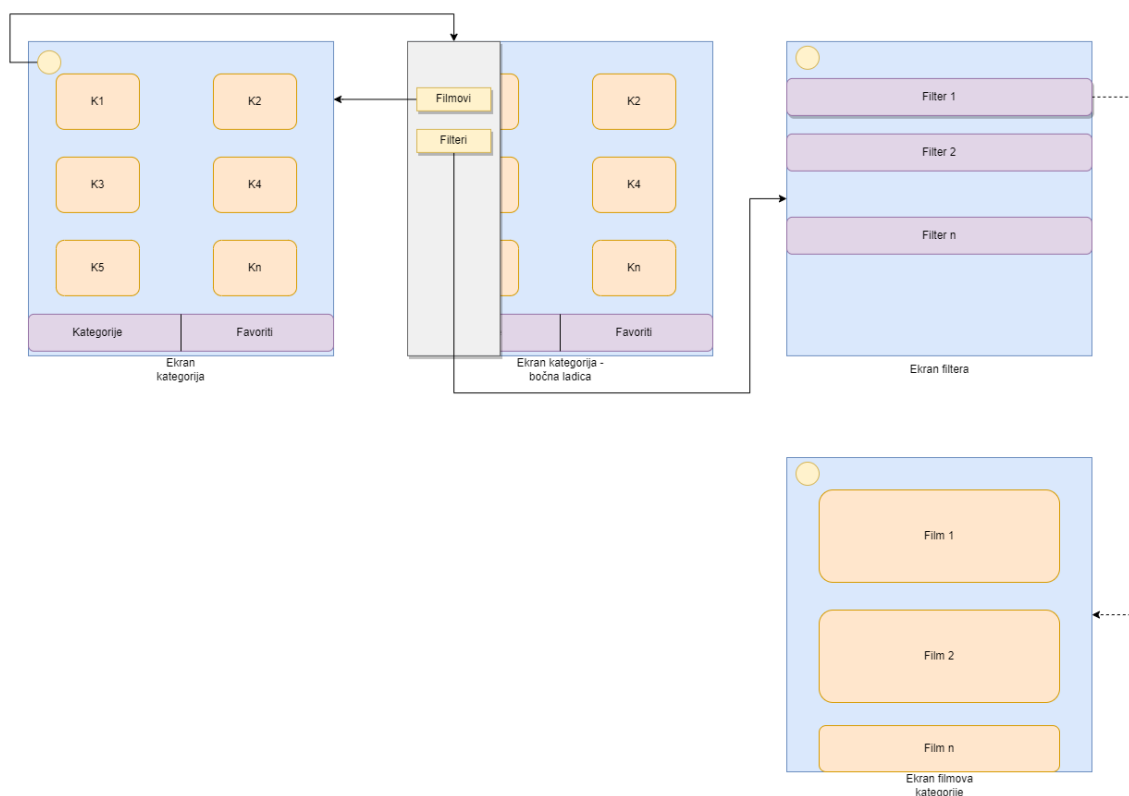 K1
K2
K3
K4
K5
Kn
Kategorije
Favoriti
Ekran
kategorija
Filmovi
Filteri
K2
K4
Kn
Favoriti
Ekran kategorija -
bočna ladica
Filter 1
Filter 2
Filter n
Ekran filtera
Film 1
Film 2
Film n
Ekran filmova
kategorije